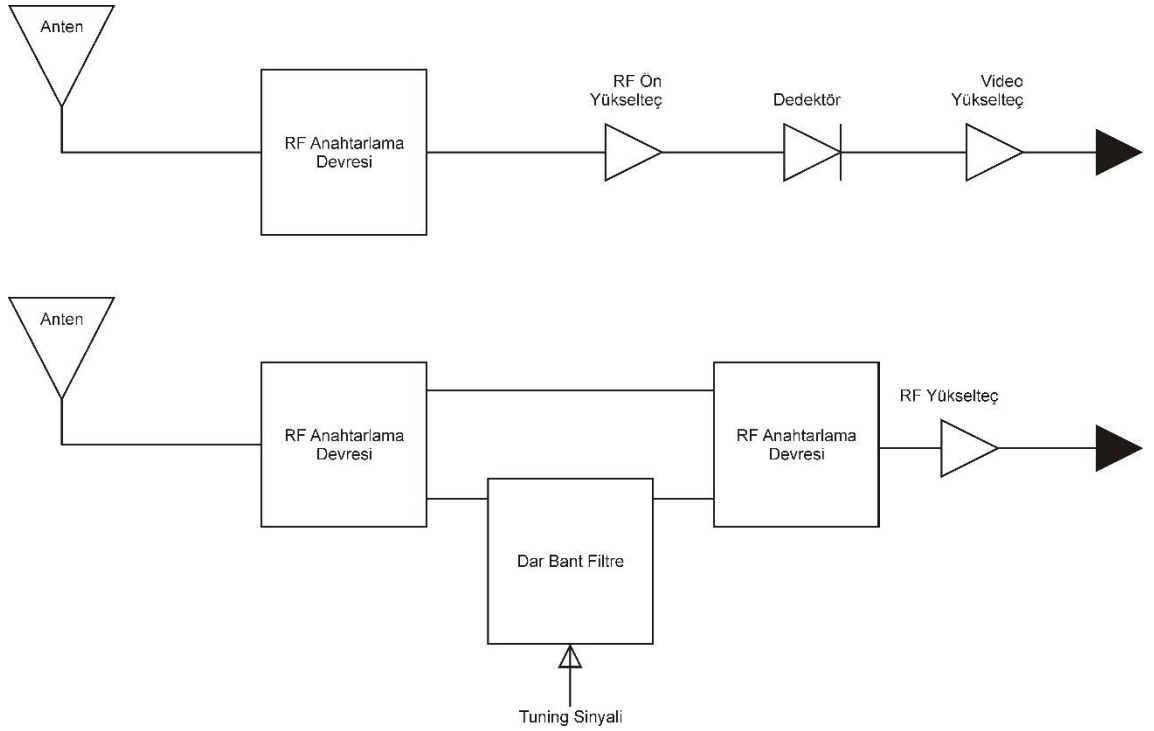 Anten
RF Anahtarlama
Devresi
RF Ön
Yükselteç
Dedektör
Video
Yükselteç
Anten
RF Anahtarlama
Devresi
RF Anahtarlama
Devresi
RF Yükselteç
Dar Bant Filtre
Tuning Sinyali